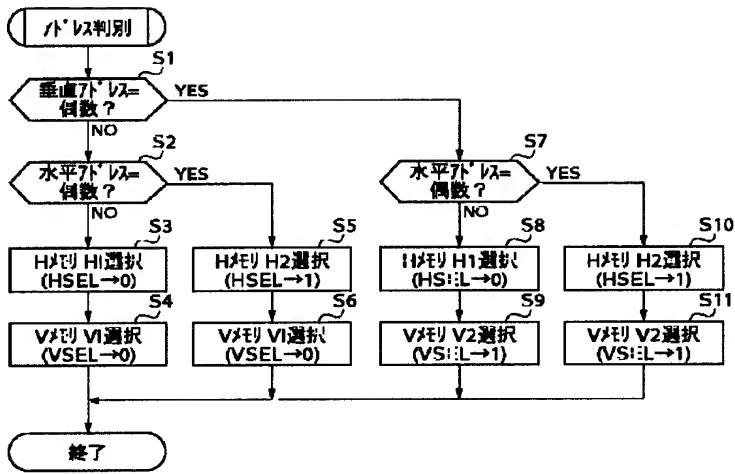 アドレス判別
S1
垂直アドレス=
偶数?
YES
NO
S2
水平アドレス=
偶数?
YES
NO
S7
水平アドレス=
偶数?
YES
NO
S3
Hメモリ H1選択
(HSEL→0)
S5
Hメモリ H2選択
(HSEL→1)
S8
Hメモリ H1選択
(HSEL→0)
S10
Hメモリ H2選択
(HSEL→1)
S4
Vメモリ V1選択
(VSEL→0)
S6
Vメモリ V1選択
(VSEL→0)
S9
Vメモリ V2選択
(VSEL→1)
S11
Vメモリ V2選択
(VSEL→1)
終了